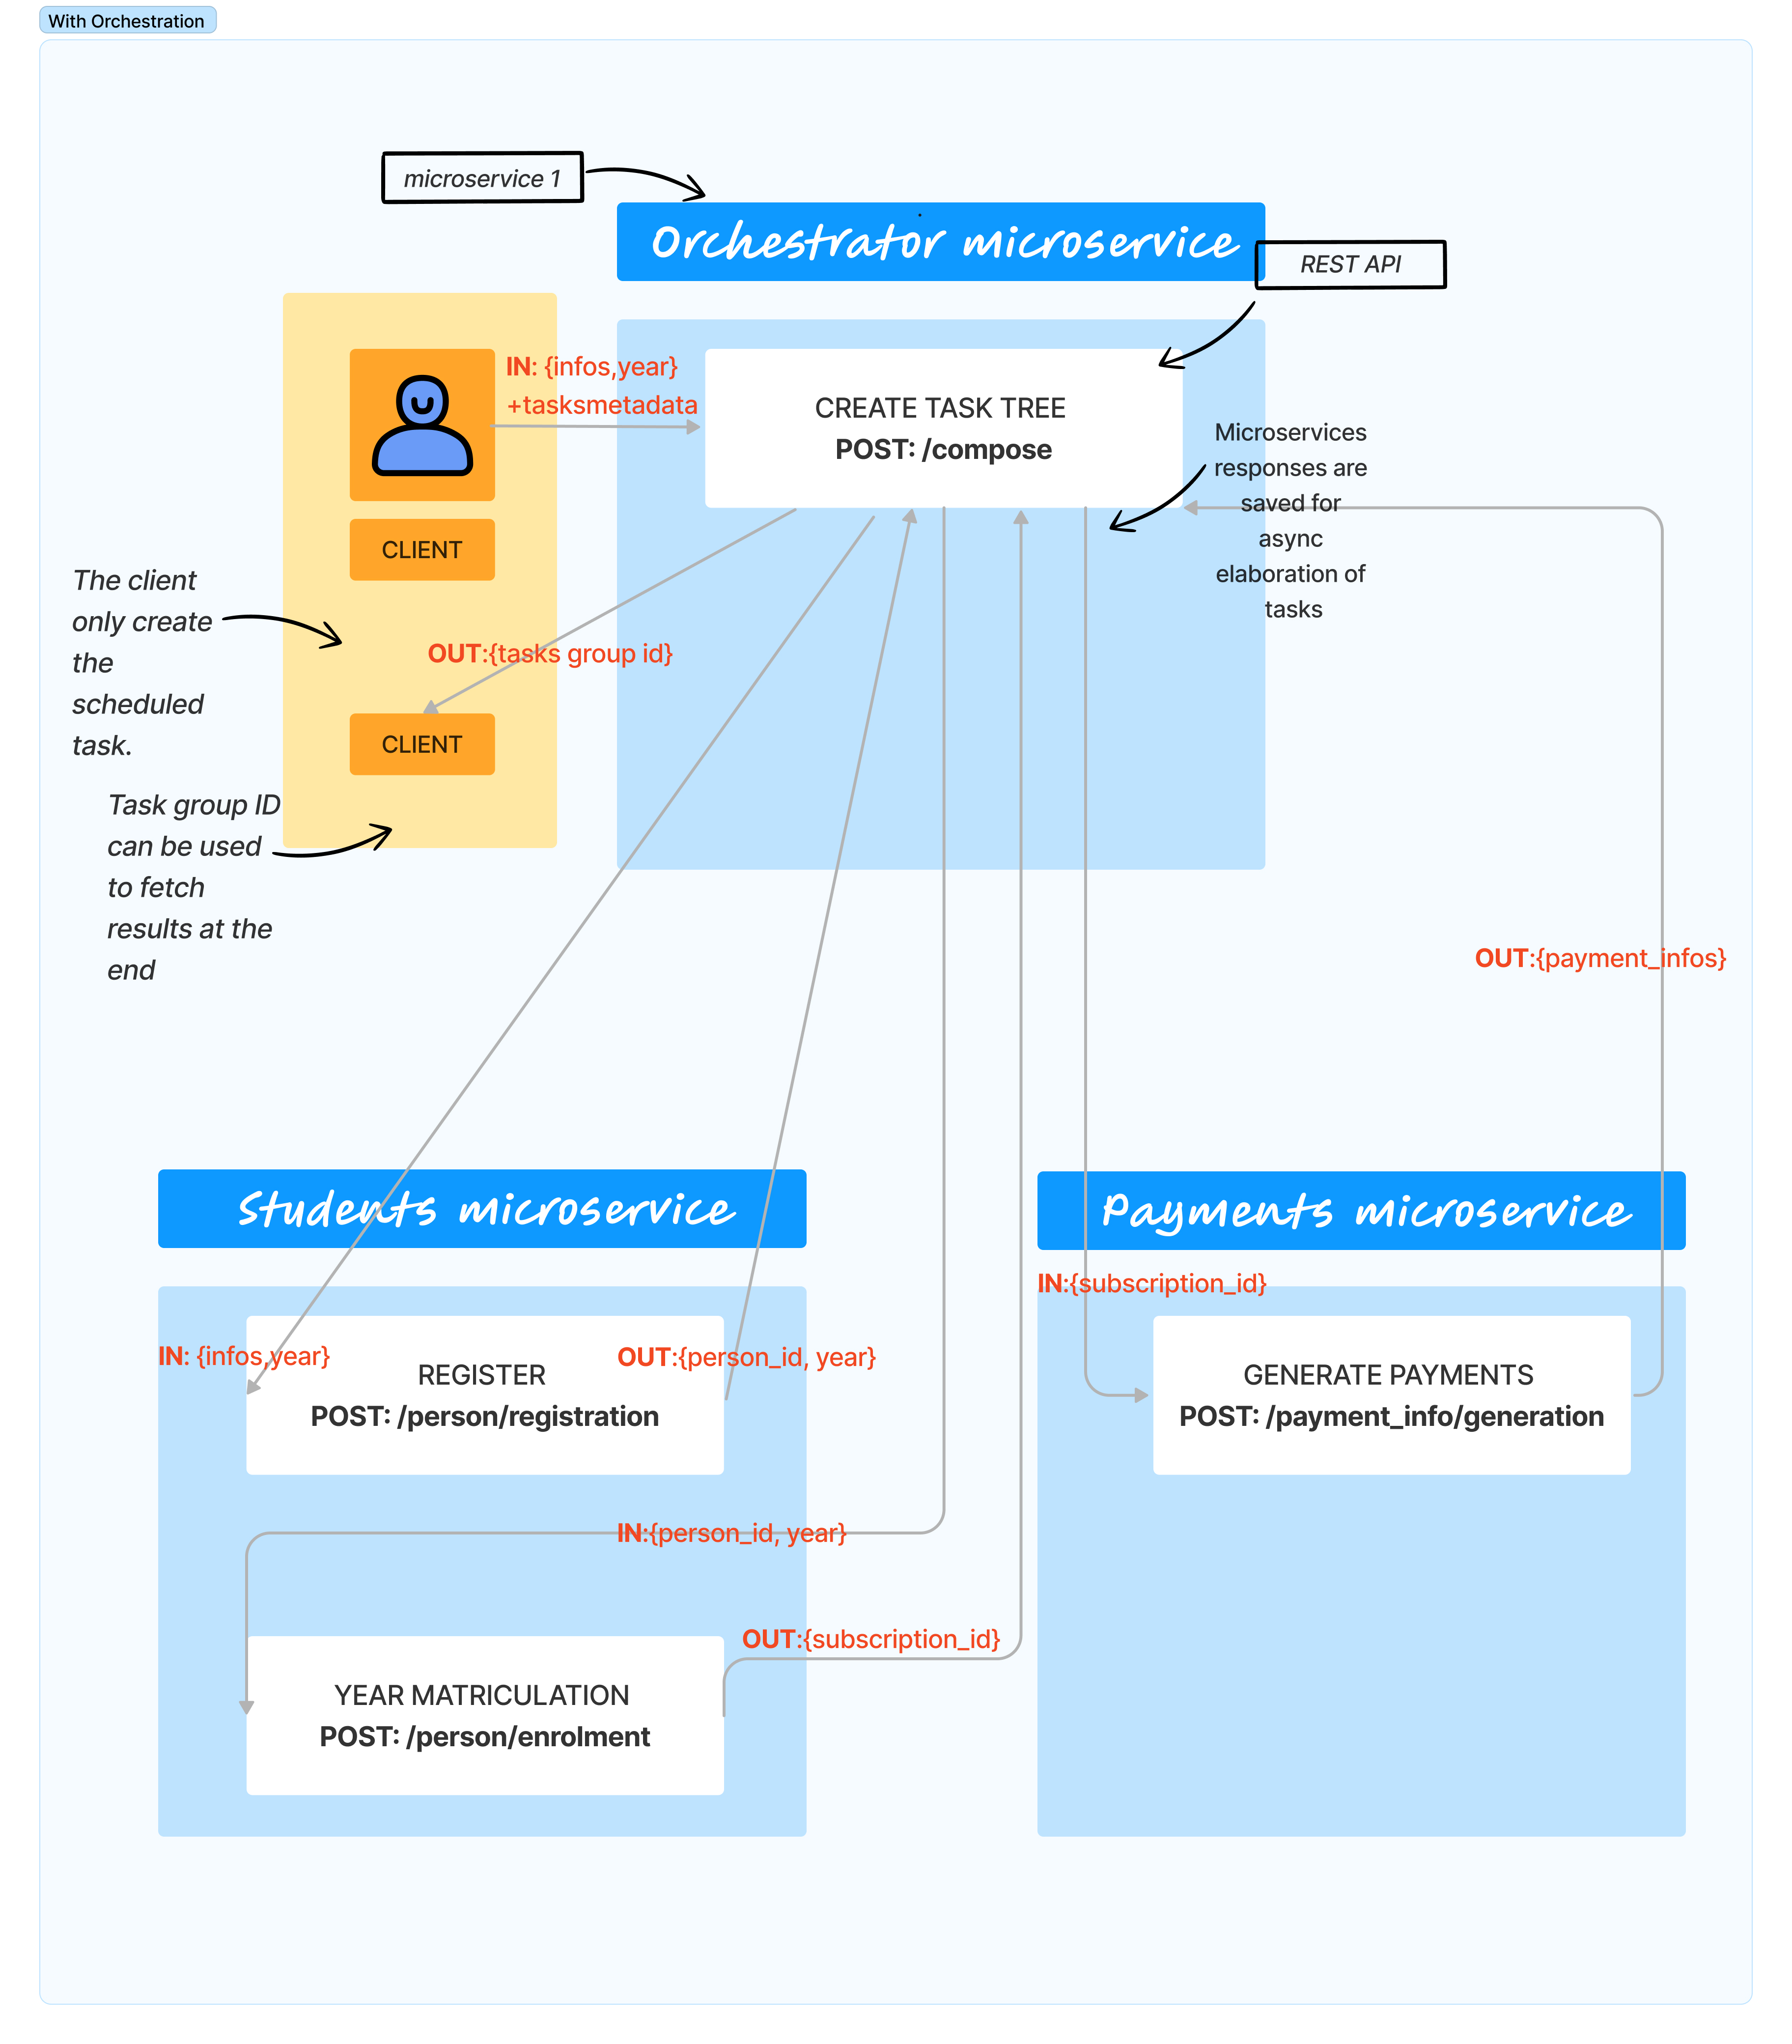 With Orchestration
microservice 1
Orchestrator microservice
REST API
IN: {infos,year}
+tasksmetadata
CREATE TASK TREE
POST: /compose
Microservices
responses are
saved for
async
elaboration of
tasks
CLIENT
The client
only create
the
scheduled
task.
OUT:{tasks group id}
CLIENT
Task group ID
can be used
to fetch
results at the
end
OUT:{payment_infos}
Students microservice
Payments microservice
IN:{subscription_id}
IN: {infos,year}
OUT:{person_id, year}
REGISTER
POST: /person/registration
GENERATE PAYMENTS
POST: /payment_info/generation
IN:{person_id, year}
OUT:{subscription_id}
YEAR MATRICULATION
POST: /person/enrolment